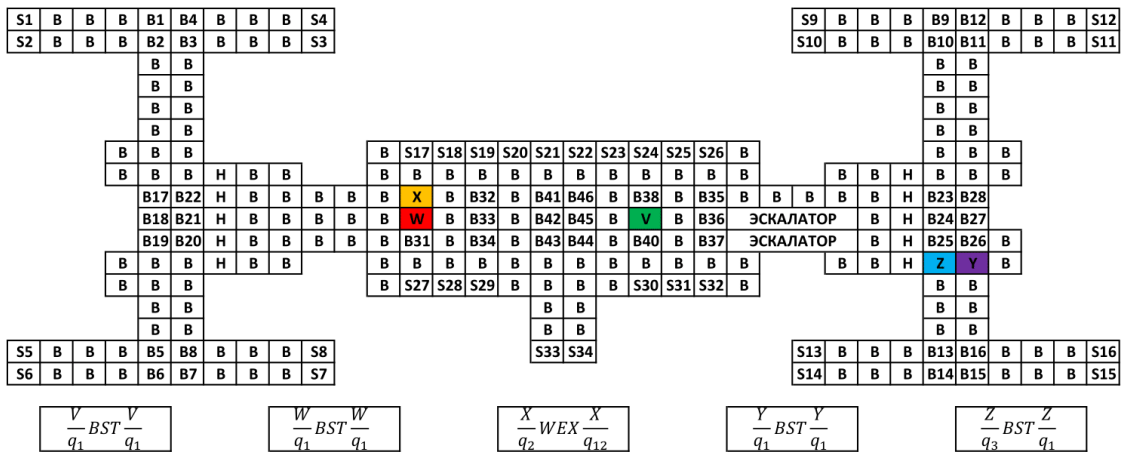 S1 B B B B1 B4 B B B S4 S9 B B B B9 B12 B B B S12
S2 B B B B2 B3 B B B S3 S10 B B B B10 B11 B B B S11
B B B B
B B B B
B B B B
B B B B
B B B B S17 S18 S19 S20 S21 S22 S23 S24 S25 S26 B B B B
B B B H B B B B B B B B B B B B B B B B H B B B
B17 B22 H B B B B B X B B32 B B41 B46 B B38 B B35 B B B B B H B23 B28
B18 B21 H B B B B B W B B33 B B42 B45 B V B B36 ЭСКАЛАТОР B H B24 B27
B19 B20 H B B B B B B31 B B34 B B43 B44 B B40 B B37 ЭСКАЛАТОР B H B25 B26 B
B B B H B B B B B B B B B B B B B B B B H Z Y B
B B B B S27 S28 S29 B B B B S30 S31 S32 B B B
B B B B B B
B B B B B B
S5 B B B B5 B8 B B B S8 S33 S34 S13 B B B B13 B16 B B B S16
S6 B B B B6 B7 B B B S7 S14 B B B B14 B15 B B B S15
V/q1 BST V/q1 W/q1 BST W/q1 X/q2 WEX X/q12 Y/q1 BST Y/q1 Z/q3 BST Z/q1